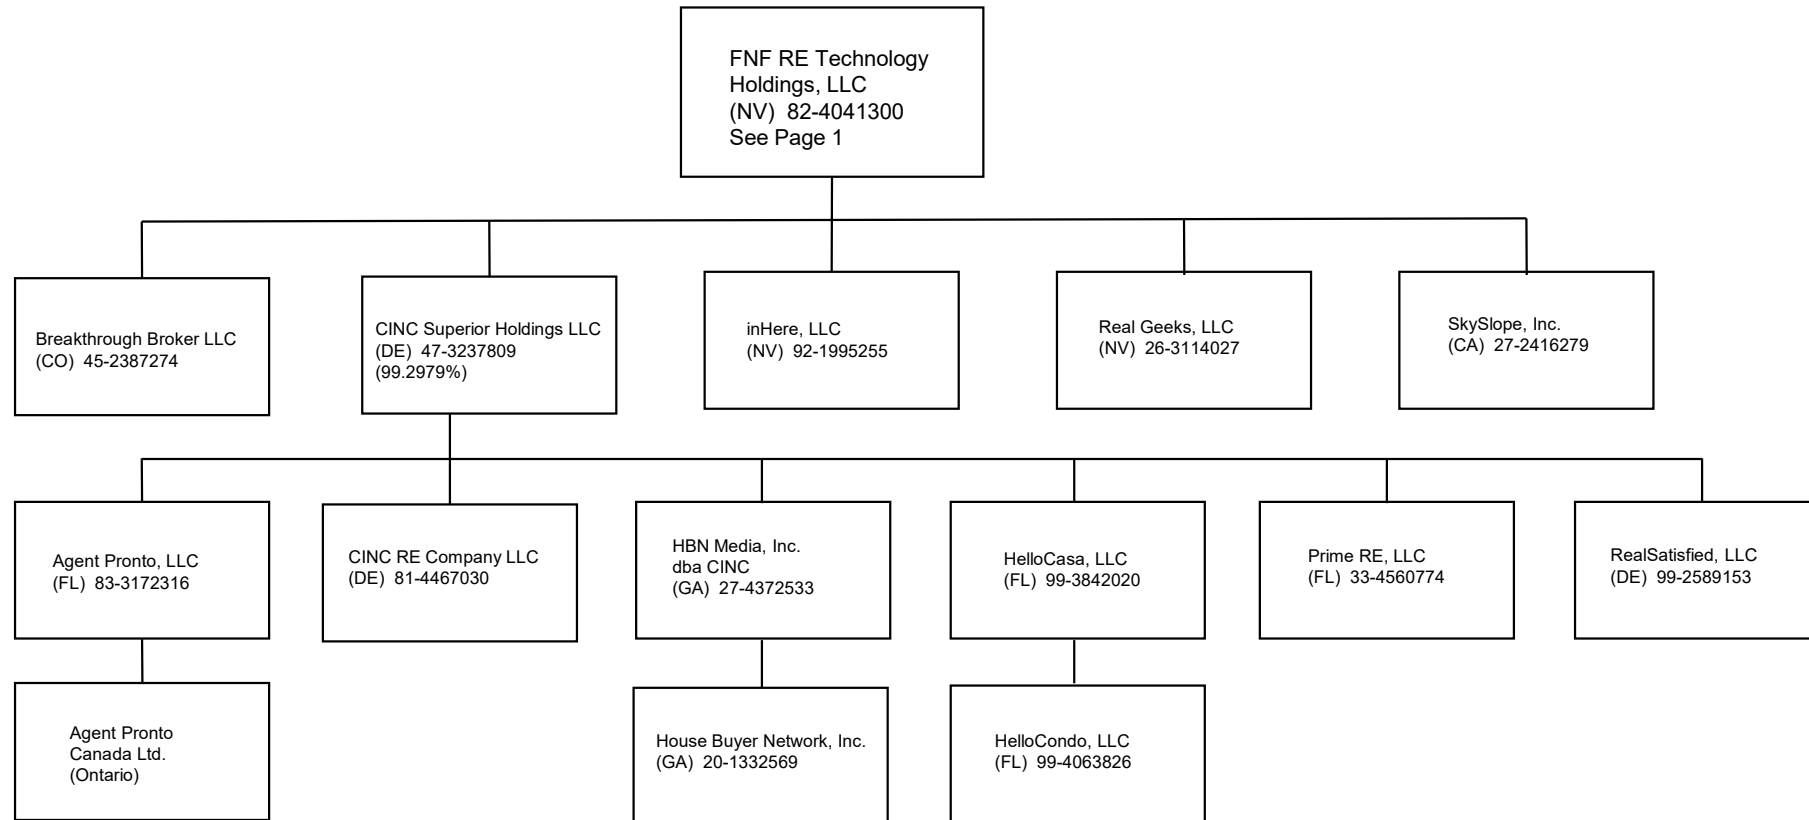 FNF RE Technology
Holdings, LLC
(NV) 82-4041300
See Page 1
Breakthrough Broker LLC
(CO) 45-2387274
CINC Superior Holdings LLC
(DE) 47-3237809
(99.2979%)
inHere, LLC
(NV) 92-1995255
Real Geeks, LLC
(NV) 26-3114027
SkySlope, Inc.
(CA) 27-2416279
Agent Pronto, LLC
(FL) 83-3172316
CINC RE Company LLC
(DE) 81-4467030
HBN Media, Inc.
dba CINC
(GA) 27-4372533
HelloCasa, LLC
(FL) 99-3842020
Prime RE, LLC
(FL) 33-4560774
RealSatisfied, LLC
(DE) 99-2589153
Agent Pronto
Canada Ltd.
(Ontario)
House Buyer Network, Inc.
(GA) 20-1332569
HelloCondo, LLC
(FL) 99-4063826